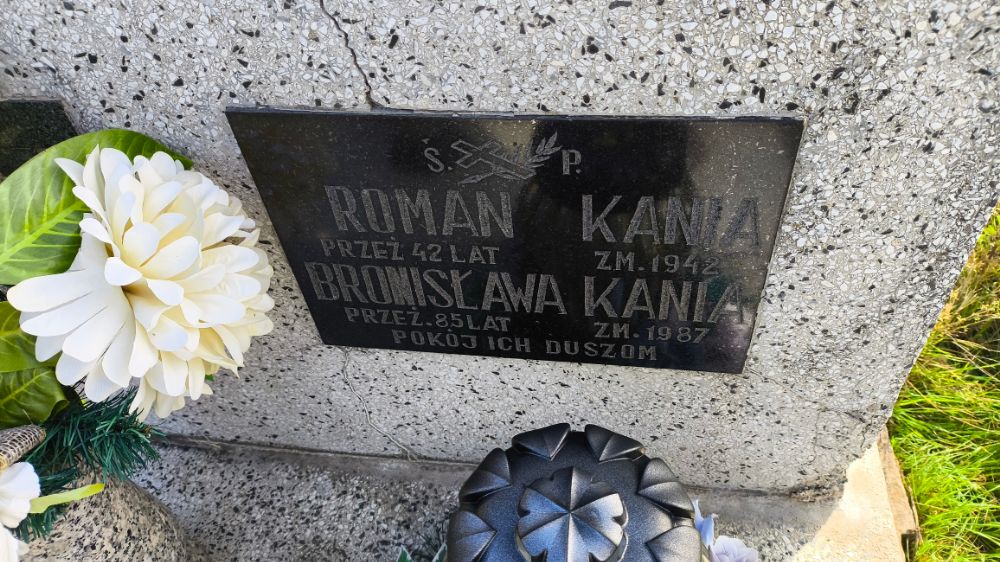 Ś. P.
ROMAN KANIA
PRZEŻ 42 LAT ZM. 1942
BRONISŁAWA KANIA
PRZEŻ. 85 LAT ZM. 1987
POKÓJ ICH DUSZOM